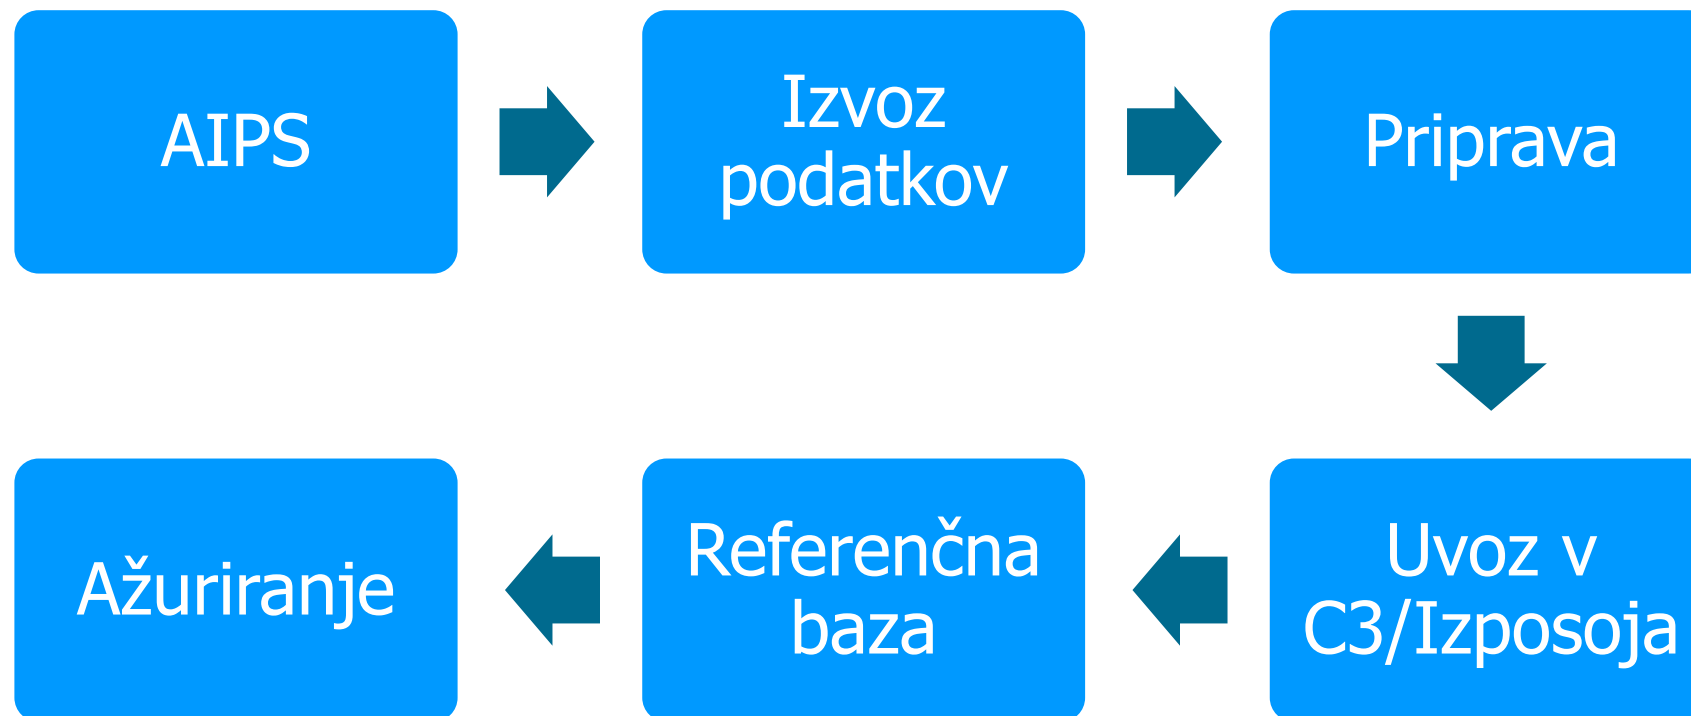 AIPS
Izvoz
podatkov
Priprava
Uvoz v
C3/Izposoja
Referenčna
baza
Ažuriranje